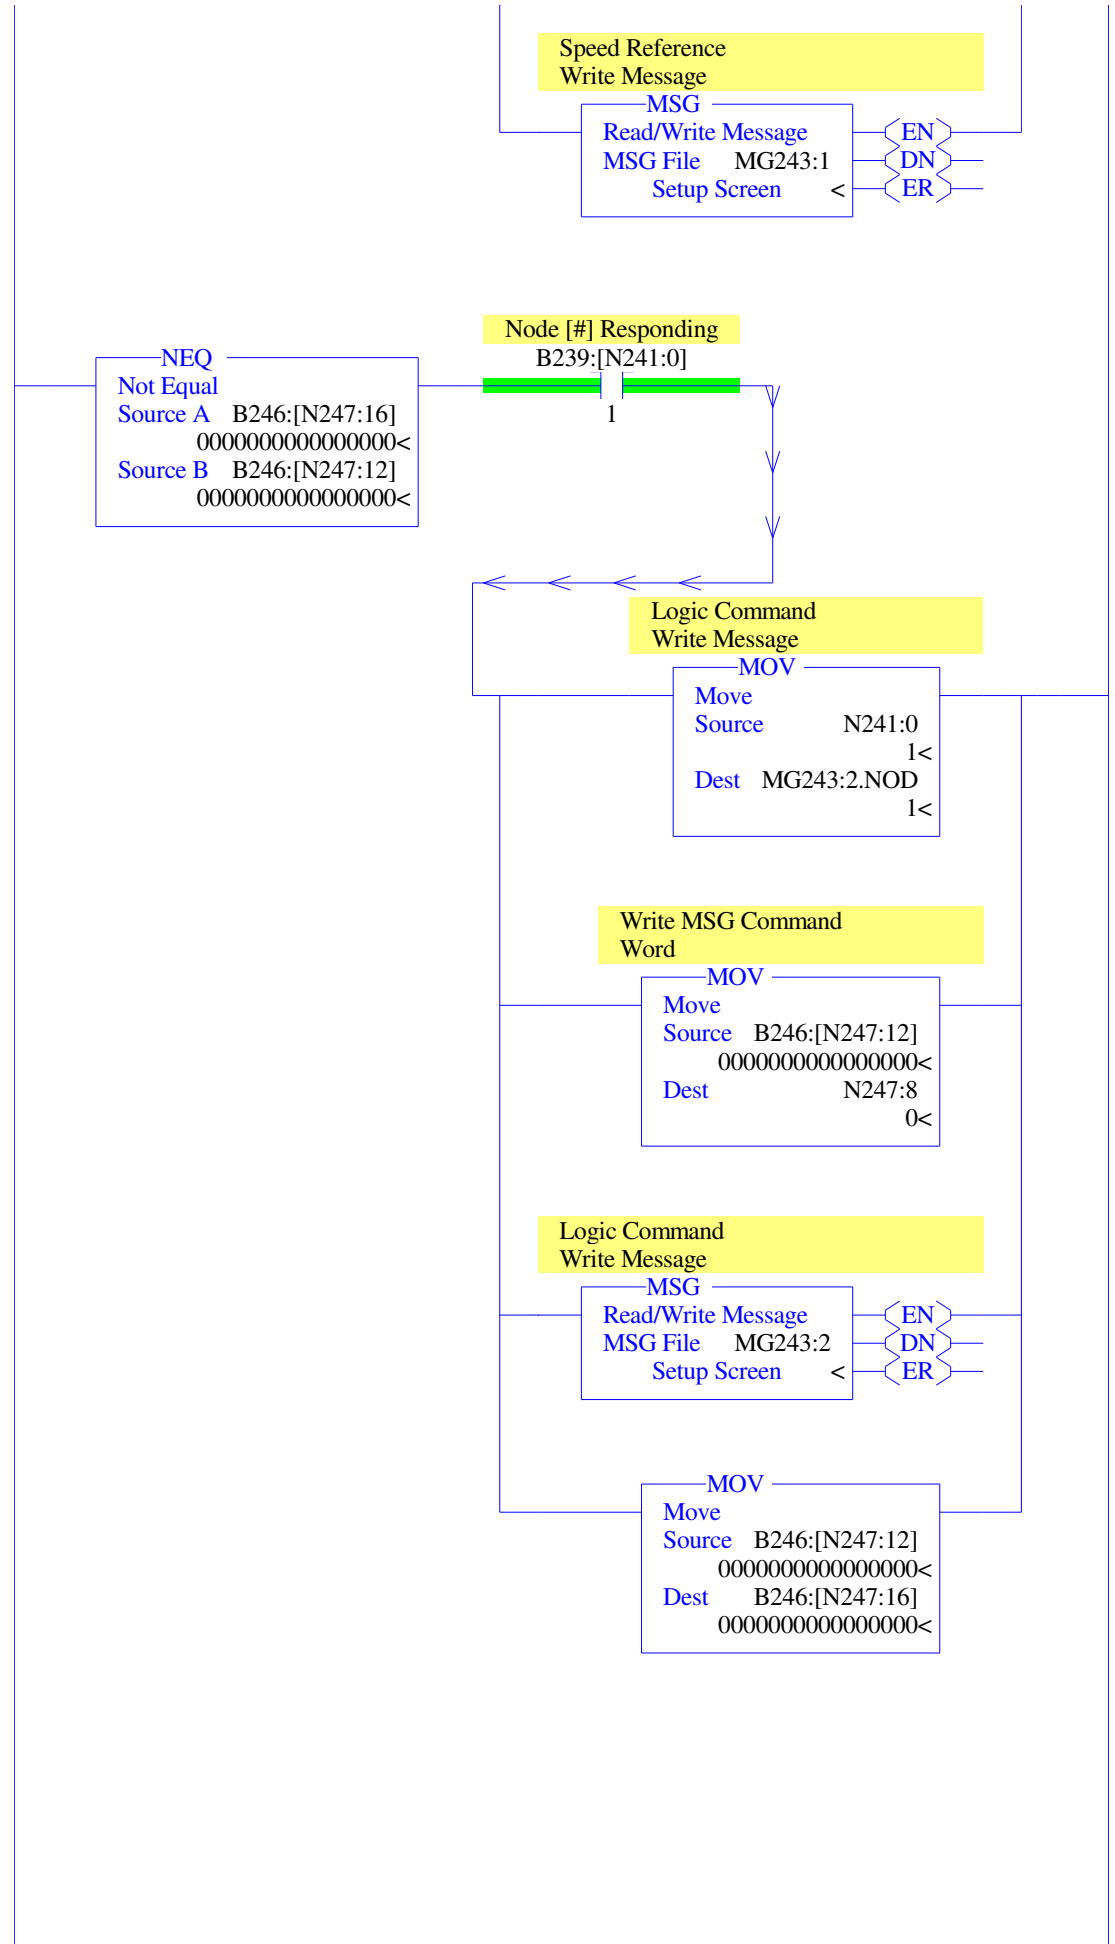 Speed Reference
Write Message
MSG
Read/Write Message
MSG File MG243:1
Setup Screen <
EN
DN
ER
Node [#] Responding
B239:[N241:0]
1
NEQ
Not Equal
Source A B246:[N247:16]
0000000000000000<
Source B B246:[N247:12]
0000000000000000<
Logic Command
Write Message
MOV
Move
Source N241:0
1<
Dest MG243:2.NOD
1<
Write MSG Command
Word
MOV
Move
Source B246:[N247:12]
0000000000000000<
Dest N247:8
0<
Logic Command
Write Message
MSG
Read/Write Message
MSG File MG243:2
Setup Screen <
EN
DN
ER
MOV
Move
Source B246:[N247:12]
0000000000000000<
Dest B246:[N247:16]
0000000000000000<